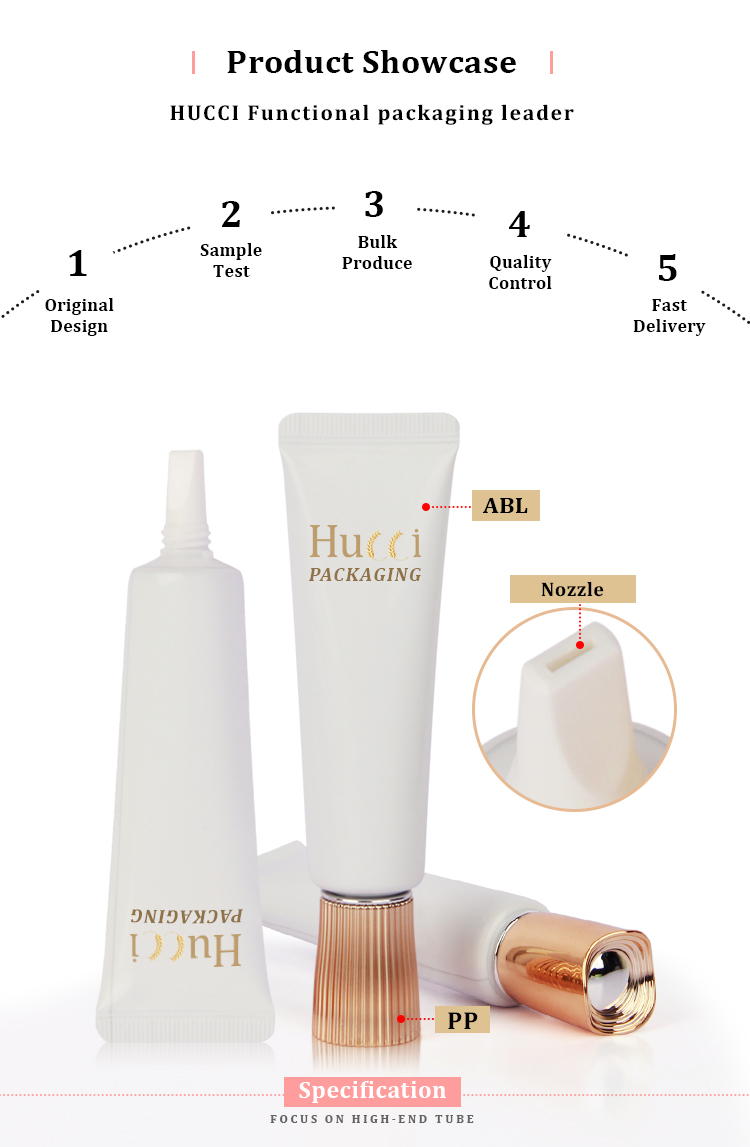 Product Showcase
HUCCI Functional packaging leader
1
Original
Design
2
Sample
Test
3
Bulk
Produce
4
Quality
Control
5
Fast
Delivery
Hucci
PACKAGING
ABL
Nozzle
Hucci
PACKAGING
PP
Specification
FOCUS ON HIGH-END TUBE